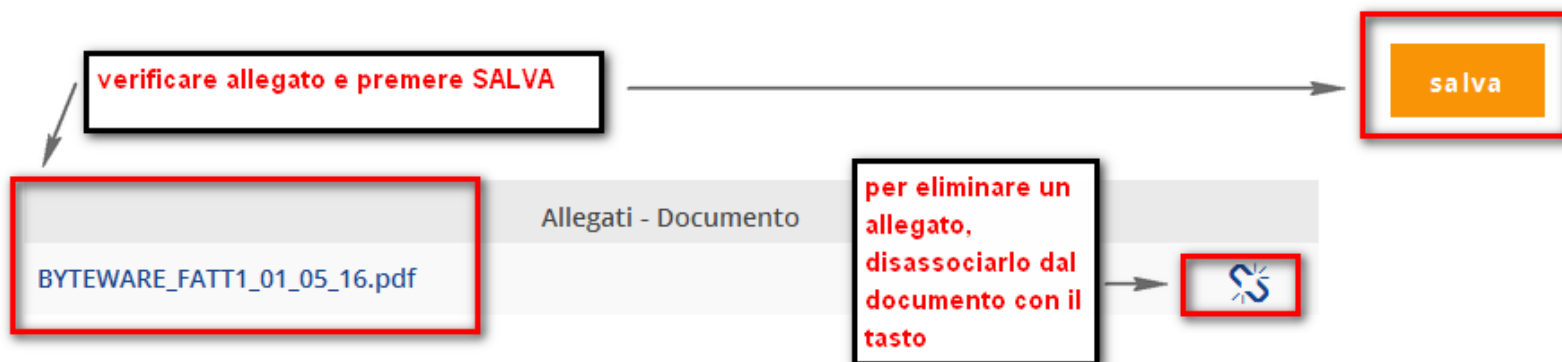 verificare allegato e premere SALVA
salva
Allegati - Documento
BYTEWARE_FATT1_01_05_16.pdf
per eliminare un
allegato,
disassociarlo dal
documento con il
tasto